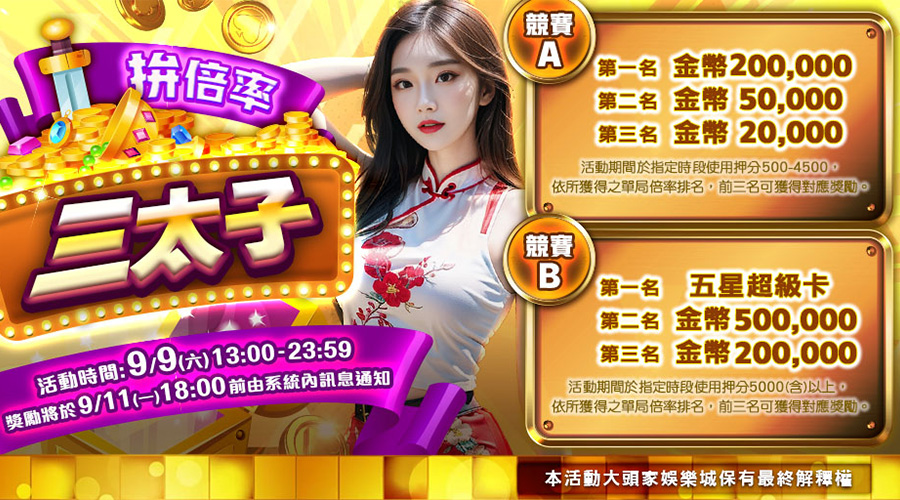 拚倍率
三太子
活動時間:9/9(六)13:00-23:59
獎勵將於9/11(一)18:00前由系統內訊息通知
競賽
A
第一名 金幣200,000
第二名 金幣 50,000
第三名 金幣 20,000
活動期間於指定時段使用押分500-4500，
依所獲得之單局倍率排名，前三名可獲得對應獎勵。
競賽
B
第一名 五星超級卡
第二名 金幣500,000
第三名 金幣200,000
活動期間於指定時段使用押分5000(含)以上，
依所獲得之單局倍率排名，前三名可獲得對應獎勵。
本活動大頭家娛樂城保有最終解釋權